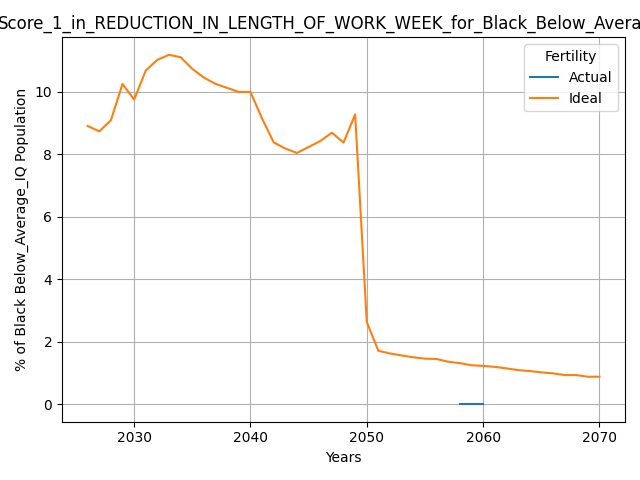 Score_1_in_REDUCTION_IN_LENGTH_OF_WORK_WEEK_for_Black_Below_Avera
Fertility
Actual
Ideal
% of Black Below_Average_IQ Population
10
8
6
4
2
0
2030 2040 2050 2060 2070
Years